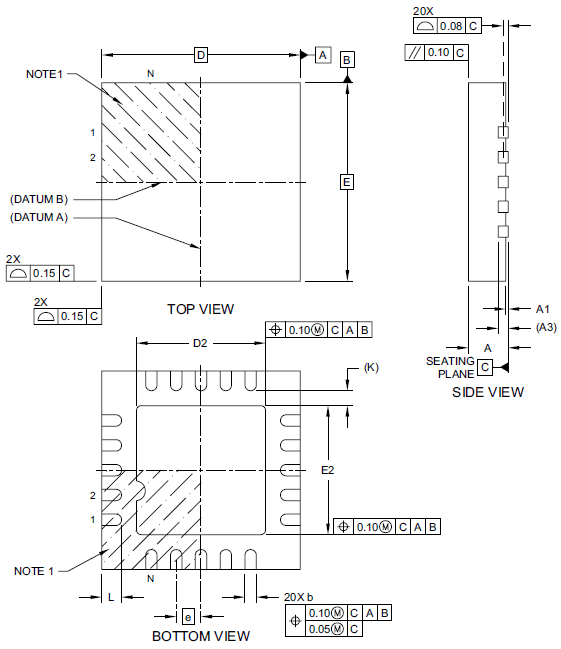 20X
⌓ 0.08 C
D
A
B
// 0.10 C
NOTE1
N
1
2
E
(DATUM B)
(DATUM A)
2X
⌓ 0.15 C
2X
⌓ 0.15 C
TOP VIEW
A1
(A3)
A
SEATING
PLANE
C
SIDE VIEW
D2
⌖ 0.10Ⓜ C A B
(K)
E2
2
1
⌖ 0.10Ⓜ C A B
NOTE 1
N
L
e
20X b
⌖ 0.10Ⓜ C A B
0.05Ⓜ C
BOTTOM VIEW